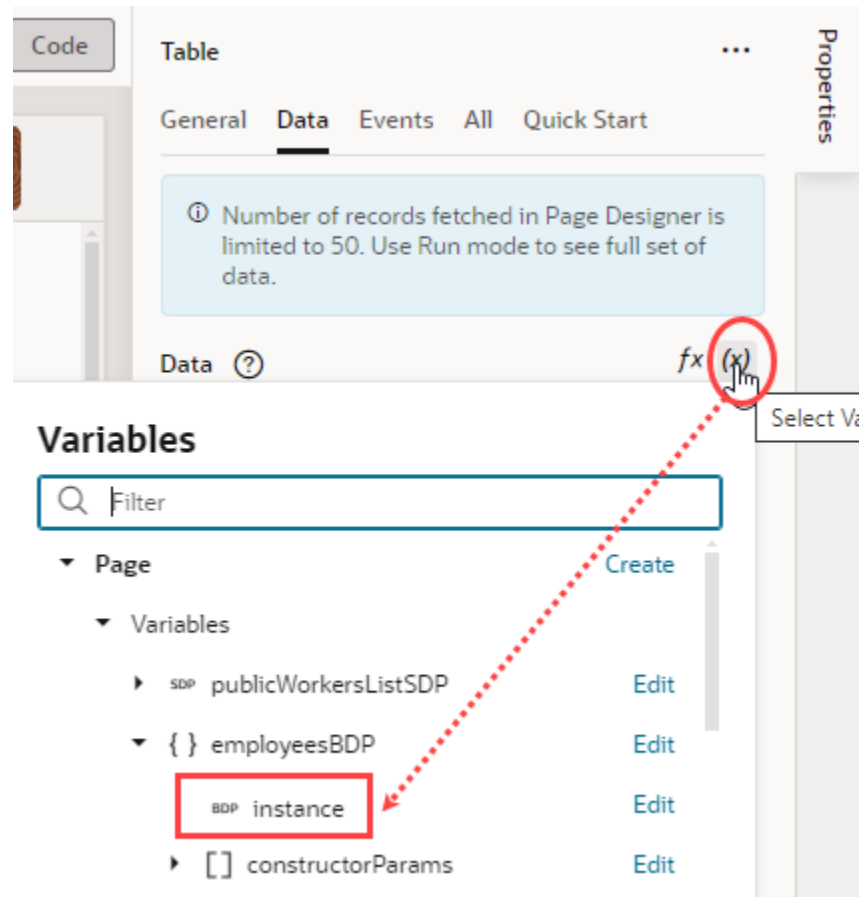 Code
Table
...
Properties
General Data Events All Quick Start
Number of records fetched in Page Designer is
limited to 50. Use Run mode to see full set of
data.
Data ? fx (x)
Select Va
Variables
Filter
Page Create
Variables
SDP publicWorkersListSDP Edit
{ } employeesBDP Edit
BDP instance Edit
[] constructorParams Edit